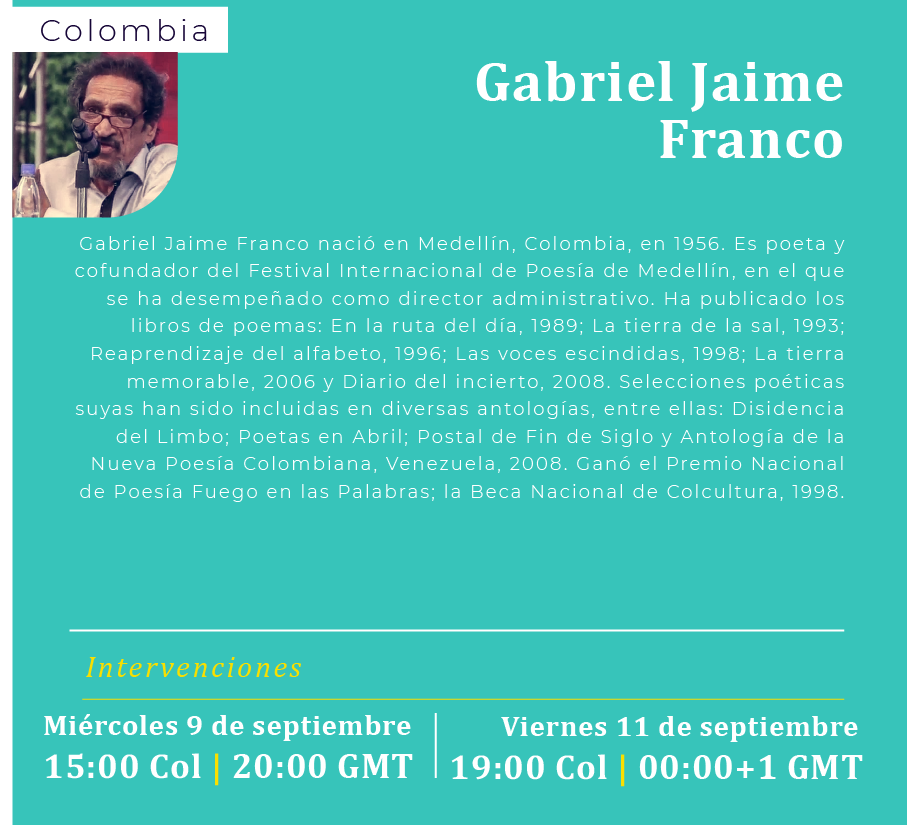 Colombia
Gabriel Jaime
Franco
Gabriel Jaime Franco nació en Medellín, Colombia, en 1956. Es poeta y
cofundador del Festival Internacional de Poesía de Medellín, en el que
se ha desempeñado como director administrativo. Ha publicado los
libros de poemas: En la ruta del día, 1989; La tierra de la sal, 1993;
Reaprendizaje del alfabeto, 1996; Las voces escindidas, 1998; La tierra
memorable, 2006 y Diario del incierto, 2008. Selecciones poéticas
suyas han sido incluidas en diversas antologías, entre ellas: Disidencia
del Limbo; Poetas en Abril; Postal de Fin de Siglo y Antología de la
Nueva Poesía Colombiana, Venezuela, 2008. Ganó el Premio Nacional
de Poesía Fuego en las Palabras; la Beca Nacional de Colcultura, 1998.
Intervenciones
Miércoles 9 de septiembre
15:00 Col | 20:00 GMT
Viernes 11 de septiembre
19:00 Col | 00:00+1 GMT